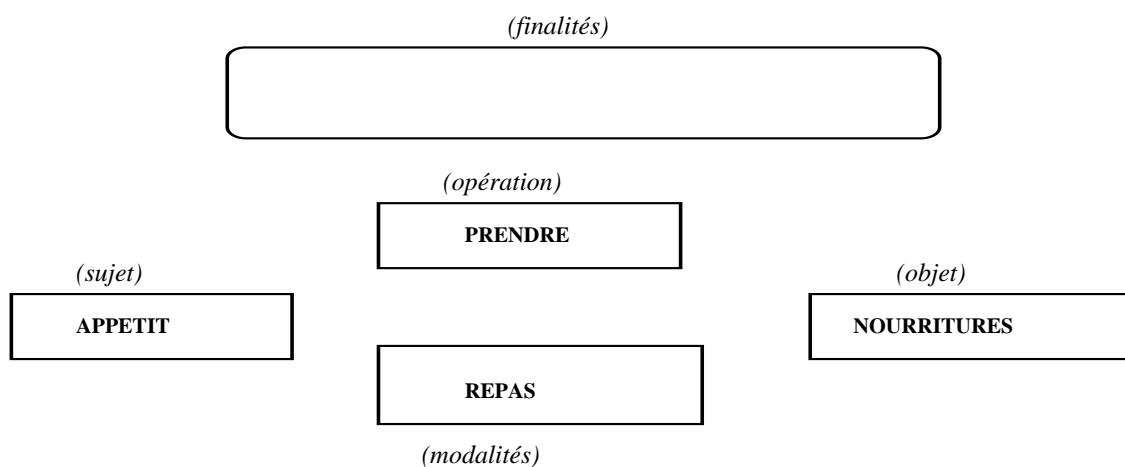 (finalités)
(opération)
PRENDRE
(sujet)
(objet)
APPETIT
NOURRITURES
REPAS
(modalités)